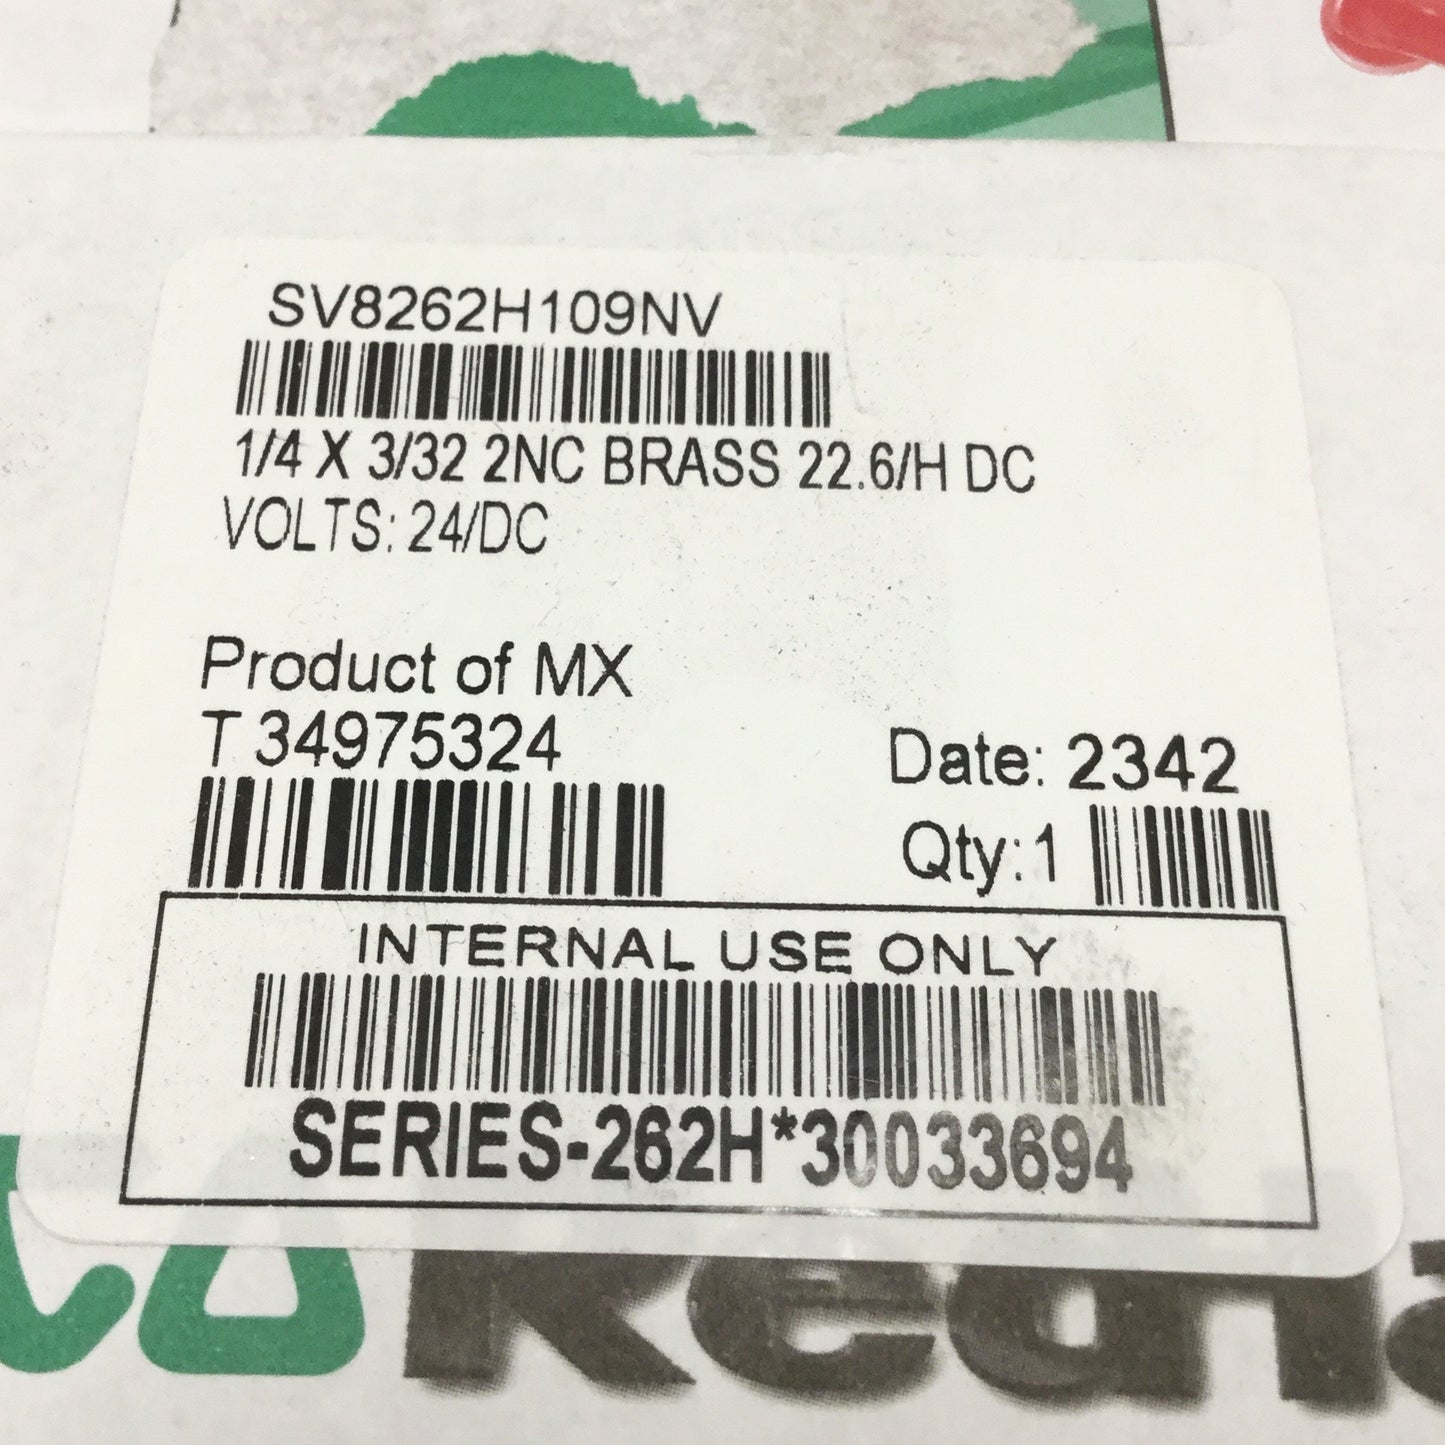 SV8262H109NV
1/4 X 3/32 2NC BRASS 22.6/H DC
VOLTS: 24/DC
Product of MX
T 34975324
Date: 2342
Qty: 1
INTERNAL USE ONLY
SERIES-262H*30033694